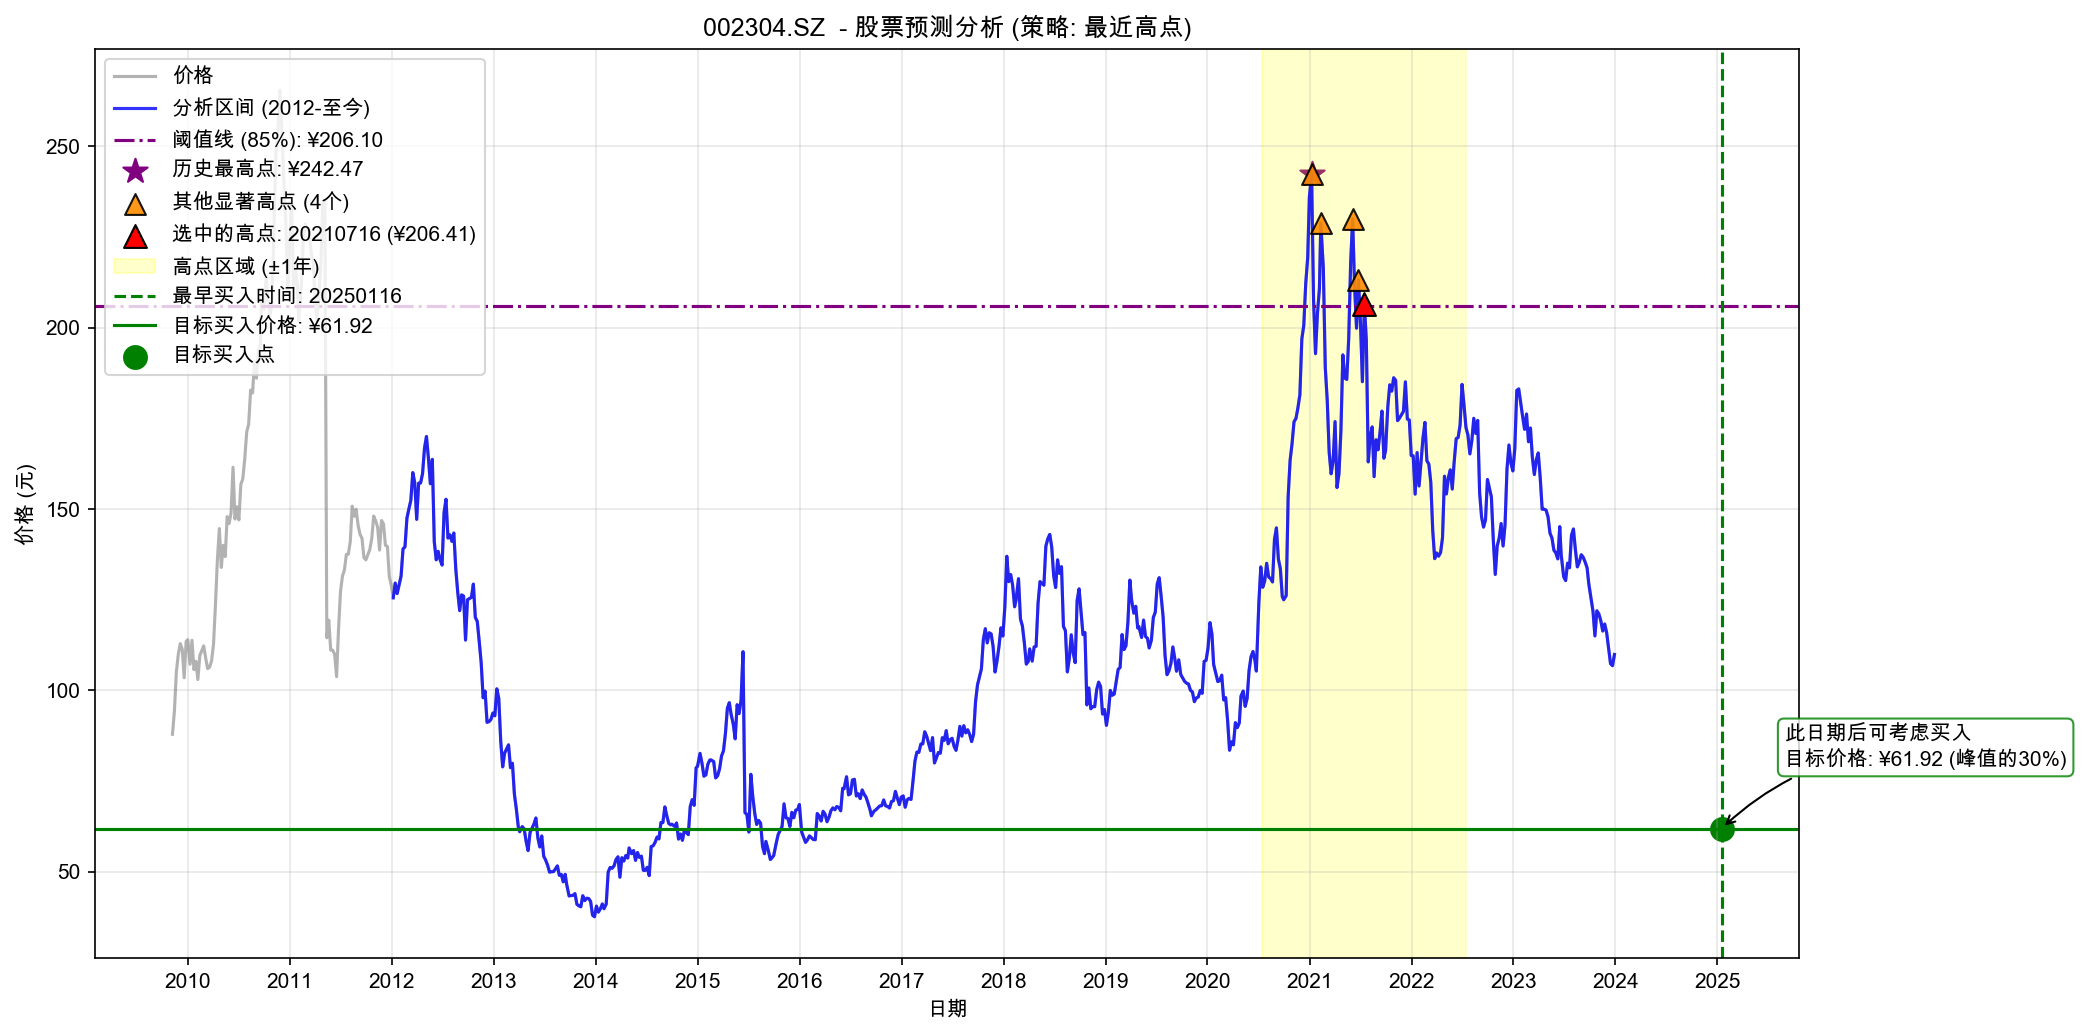 002304.SZ - 股票预测分析 (策略: 最近高点)
价格
分析区间 (2012-至今)
阈值线 (85%): ¥206.10
历史最高点: ¥242.47
其他显著高点 (4个)
选中的高点: 20210716 (¥206.41)
高点区域 (±1年)
最早买入时间: 20250116
目标买入价格: ¥61.92
目标买入点
250
200
150
100
50
价格 (元)
此日期后可考虑买入
目标价格: ¥61.92 (峰值的30%)
2010 2011 2012 2013 2014 2015 2016 2017 2018 2019 2020 2021 2022 2023 2024 2025
日期